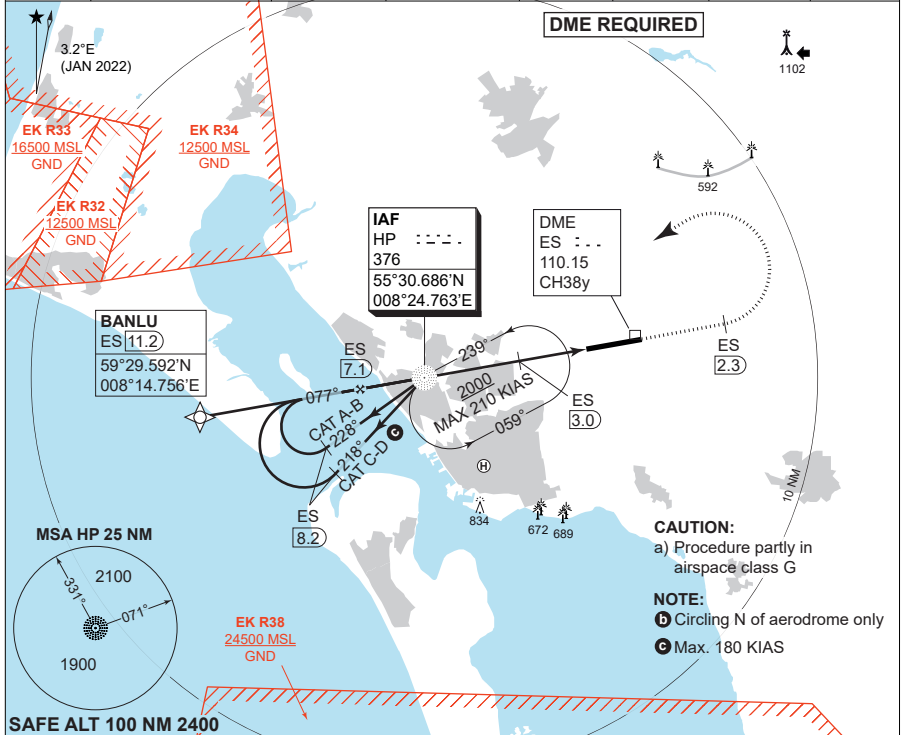 DME REQUIRED
3.2°E
(JAN 2022)
1102
EK R33
16500 MSL
GND
EK R34
12500 MSL
GND
592
EK R32
12500 MSL
GND
IAF
HP
376
55°30.686'N
008°24.763'E
DME
ES
110.15
CH38y
BANLU
ES 11.2
59°29.592'N
008°14.756'E
ES
7.1
239°
2000
MAX 210 KIAS
059°
ES
2.3
ES
3.0
077°
CAT A-B
228°
218°
CAT C-D
c
ES
8.2
H
10 NM
834
672
689
MSA HP 25 NM
2100
331°
071°
1900
CAUTION:
a) Procedure partly in
airspace class G
NOTE:
b Circling N of aerodrome only
c Max. 180 KIAS
EK R38
24500 MSL
GND
SAFE ALT 100 NM 2400